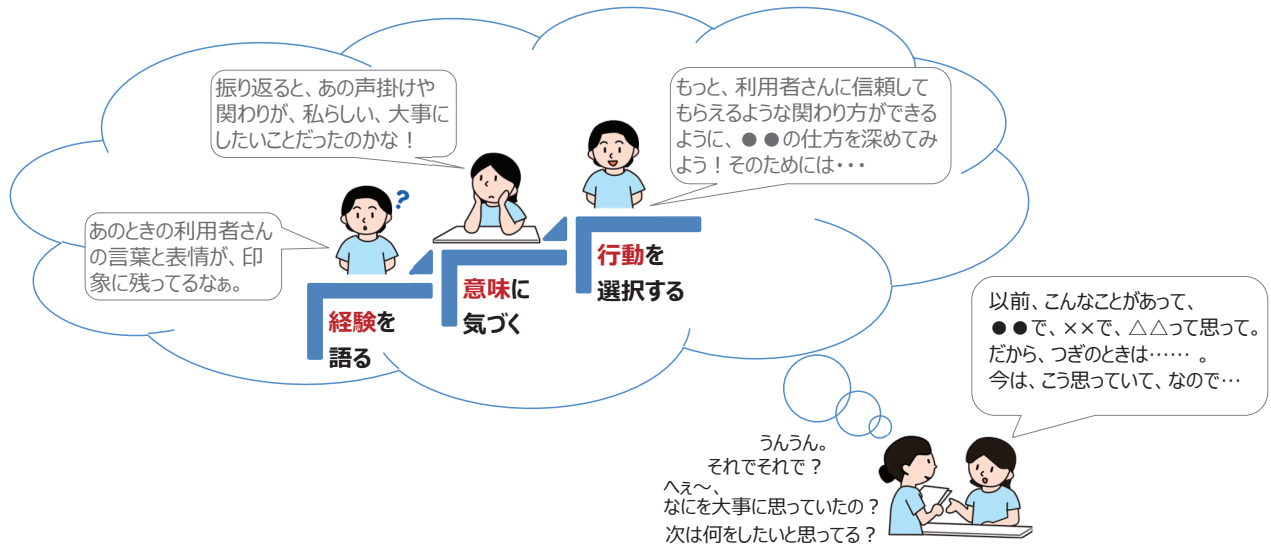 振り返ると、あの声掛けや
関わりが、私らしい、大事に
したいことだったのかな！
もっと、利用者さんに信頼して
もらえるような関わり方ができる
ように、●●の仕方を深めてみ
よう！そのためには・・・
?
あのときの利用者さん
の言葉と表情が、印
象に残ってるなぁ。
経験を
語る
意味に
気づく
行動を
選択する
以前、こんなことがあって、
●●で、××で、△△って思って。
だから、つぎのときは…… 。
今は、こう思っていて、なので…
うんうん。
それでそれで？
へぇ～、
なにを大事に思っていたの？
次は何をしたいと思ってる？